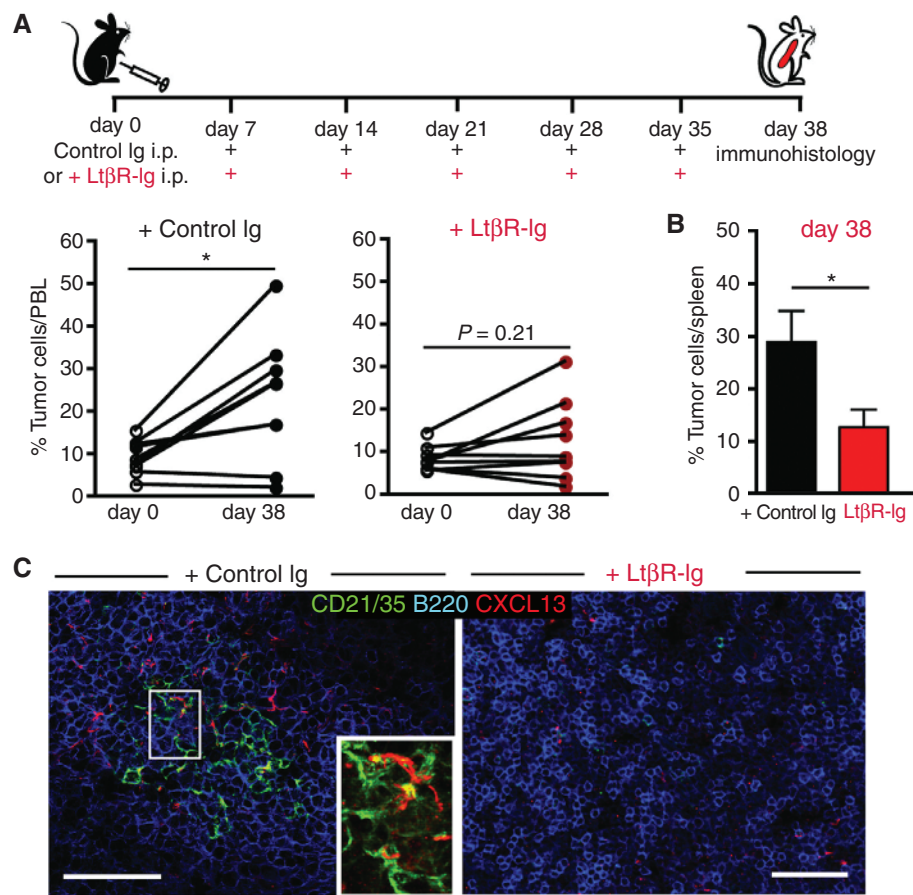 A
day 0 day 7 day 14 day 21 day 28 day 35 day 38
Control Ig i.p. + + + + + immunohistology
or + LtβR-Ig i.p. + + + + +
+ Control Ig
*
% Tumor cells/PBL
60
50
40
30
20
10
0
day 0 day 38
+ LtβR-Ig
P = 0.21
60
50
40
30
20
10
0
day 0 day 38
B
day 38
*
% Tumor cells/spleen
50
40
30
20
10
0
+ Control Ig LtβR-Ig
C
+ Control Ig + LtβR-Ig
CD21/35 B220 CXCL13